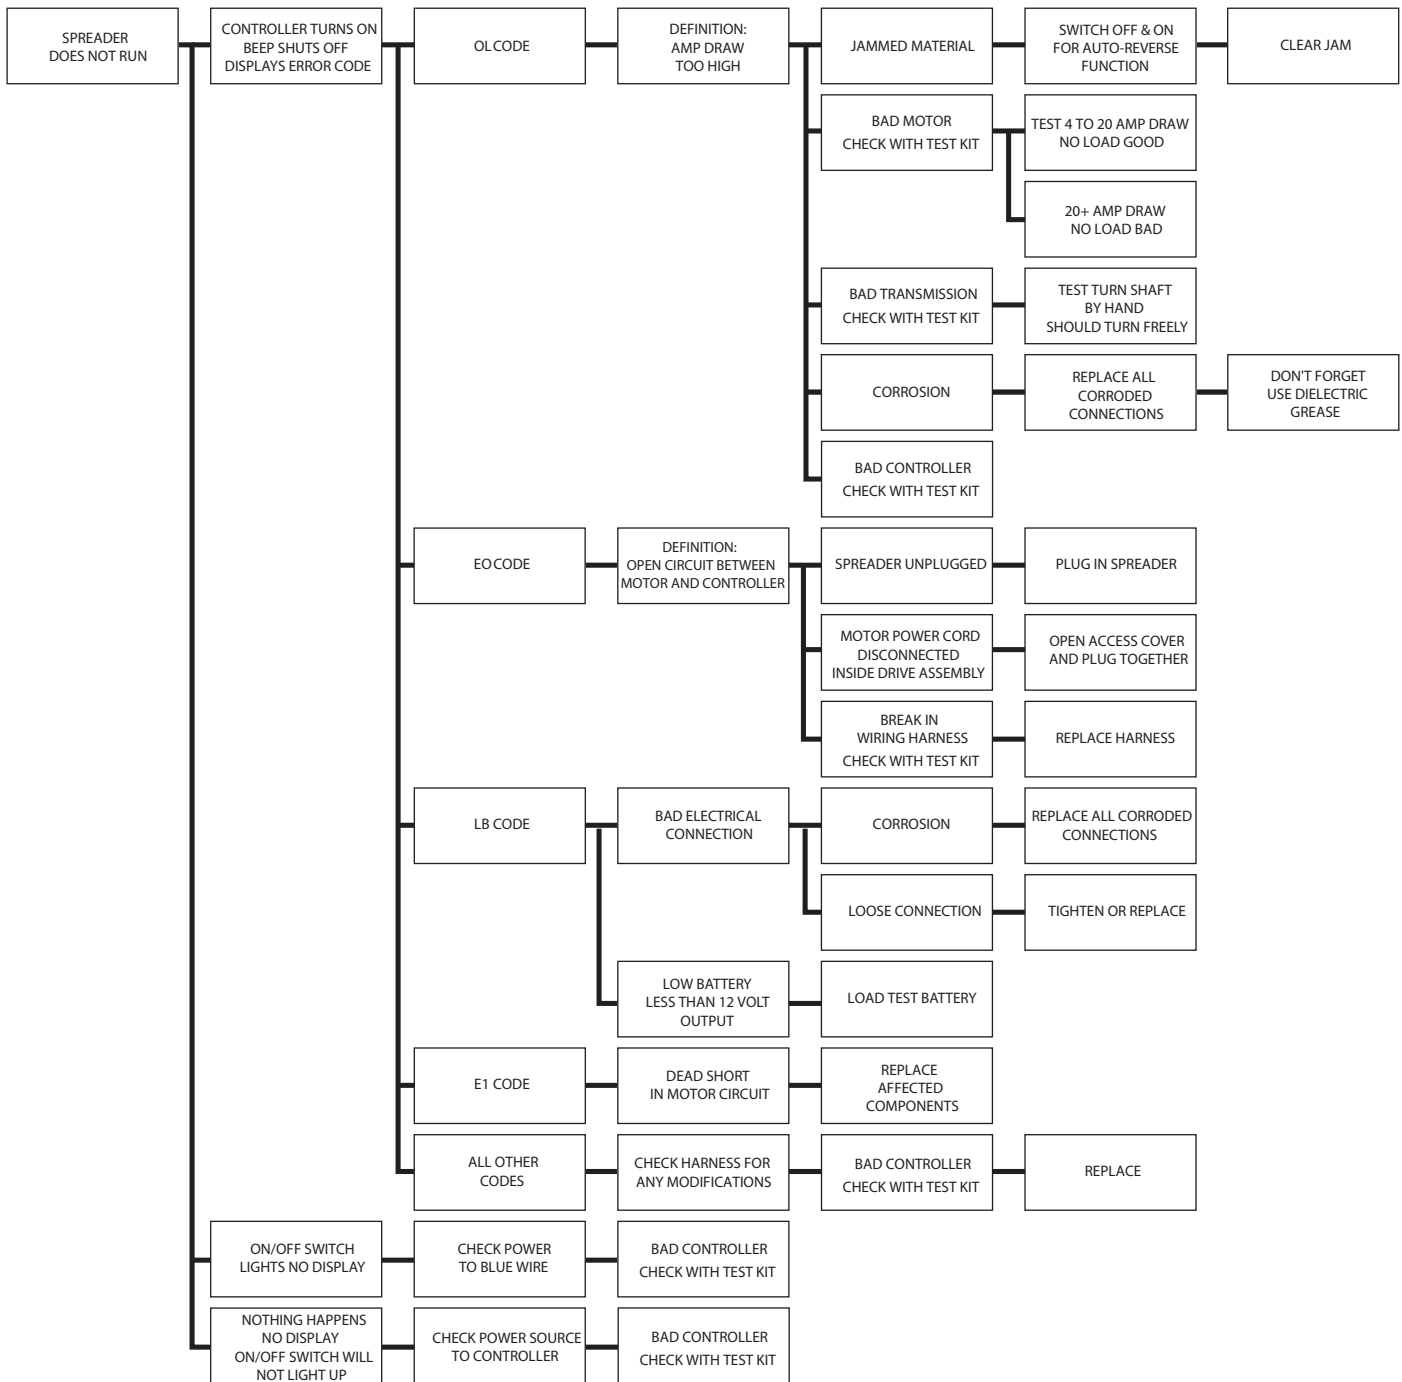 SPREADER
DOES NOT RUN
CONTROLLER TURNS ON
BEEP SHUTS OFF
DISPLAYS ERROR CODE
OL CODE
DEFINITION:
AMP DRAW
TOO HIGH
JAMMED MATERIAL
SWITCH OFF & ON
FOR AUTO-REVERSE
FUNCTION
CLEAR JAM
BAD MOTOR
CHECK WITH TEST KIT
TEST 4 TO 20 AMP DRAW
NO LOAD GOOD
20+ AMP DRAW
NO LOAD BAD
BAD TRANSMISSION
CHECK WITH TEST KIT
TEST TURN SHAFT
BY HAND
SHOULD TURN FREELY
CORROSION
REPLACE ALL
CORRODED
CONNECTIONS
DON'T FORGET
USE DIELECTRIC
GREASE
BAD CONTROLLER
CHECK WITH TEST KIT
EO CODE
DEFINITION:
OPEN CIRCUIT BETWEEN
MOTOR AND CONTROLLER
SPREADER UNPLUGGED
PLUG IN SPREADER
MOTOR POWER CORD
DISCONNECTED
INSIDE DRIVE ASSEMBLY
OPEN ACCESS COVER
AND PLUG TOGETHER
BREAK IN
WIRING HARNESS
CHECK WITH TEST KIT
REPLACE HARNESS
LB CODE
BAD ELECTRICAL
CONNECTION
CORROSION
REPLACE ALL CORRODED
CONNECTIONS
LOOSE CONNECTION
TIGHTEN OR REPLACE
LOW BATTERY
LESS THAN 12 VOLT
OUTPUT
LOAD TEST BATTERY
E1 CODE
DEAD SHORT
IN MOTOR CIRCUIT
REPLACE
AFFECTED
COMPONENTS
ALL OTHER
CODES
CHECK HARNESS FOR
ANY MODIFICATIONS
BAD CONTROLLER
CHECK WITH TEST KIT
REPLACE
ON/OFF SWITCH
LIGHTS NO DISPLAY
CHECK POWER
TO BLUE WIRE
BAD CONTROLLER
CHECK WITH TEST KIT
NOTHING HAPPENS
NO DISPLAY
ON/OFF SWITCH WILL
NOT LIGHT UP
CHECK POWER SOURCE
TO CONTROLLER
BAD CONTROLLER
CHECK WITH TEST KIT